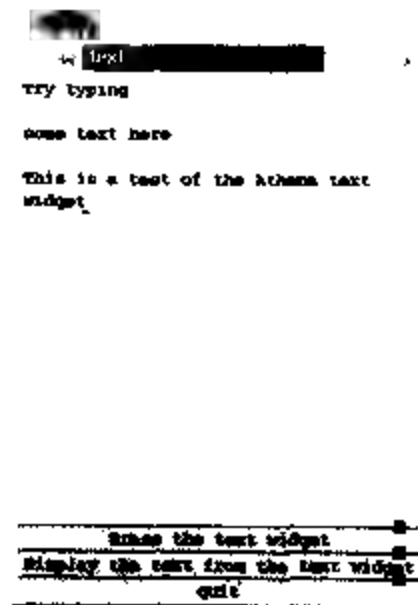 text
Try typing
some text here
This is a test of the Athena text
widget
Erase the text widget
Display the text from the text widget
quit